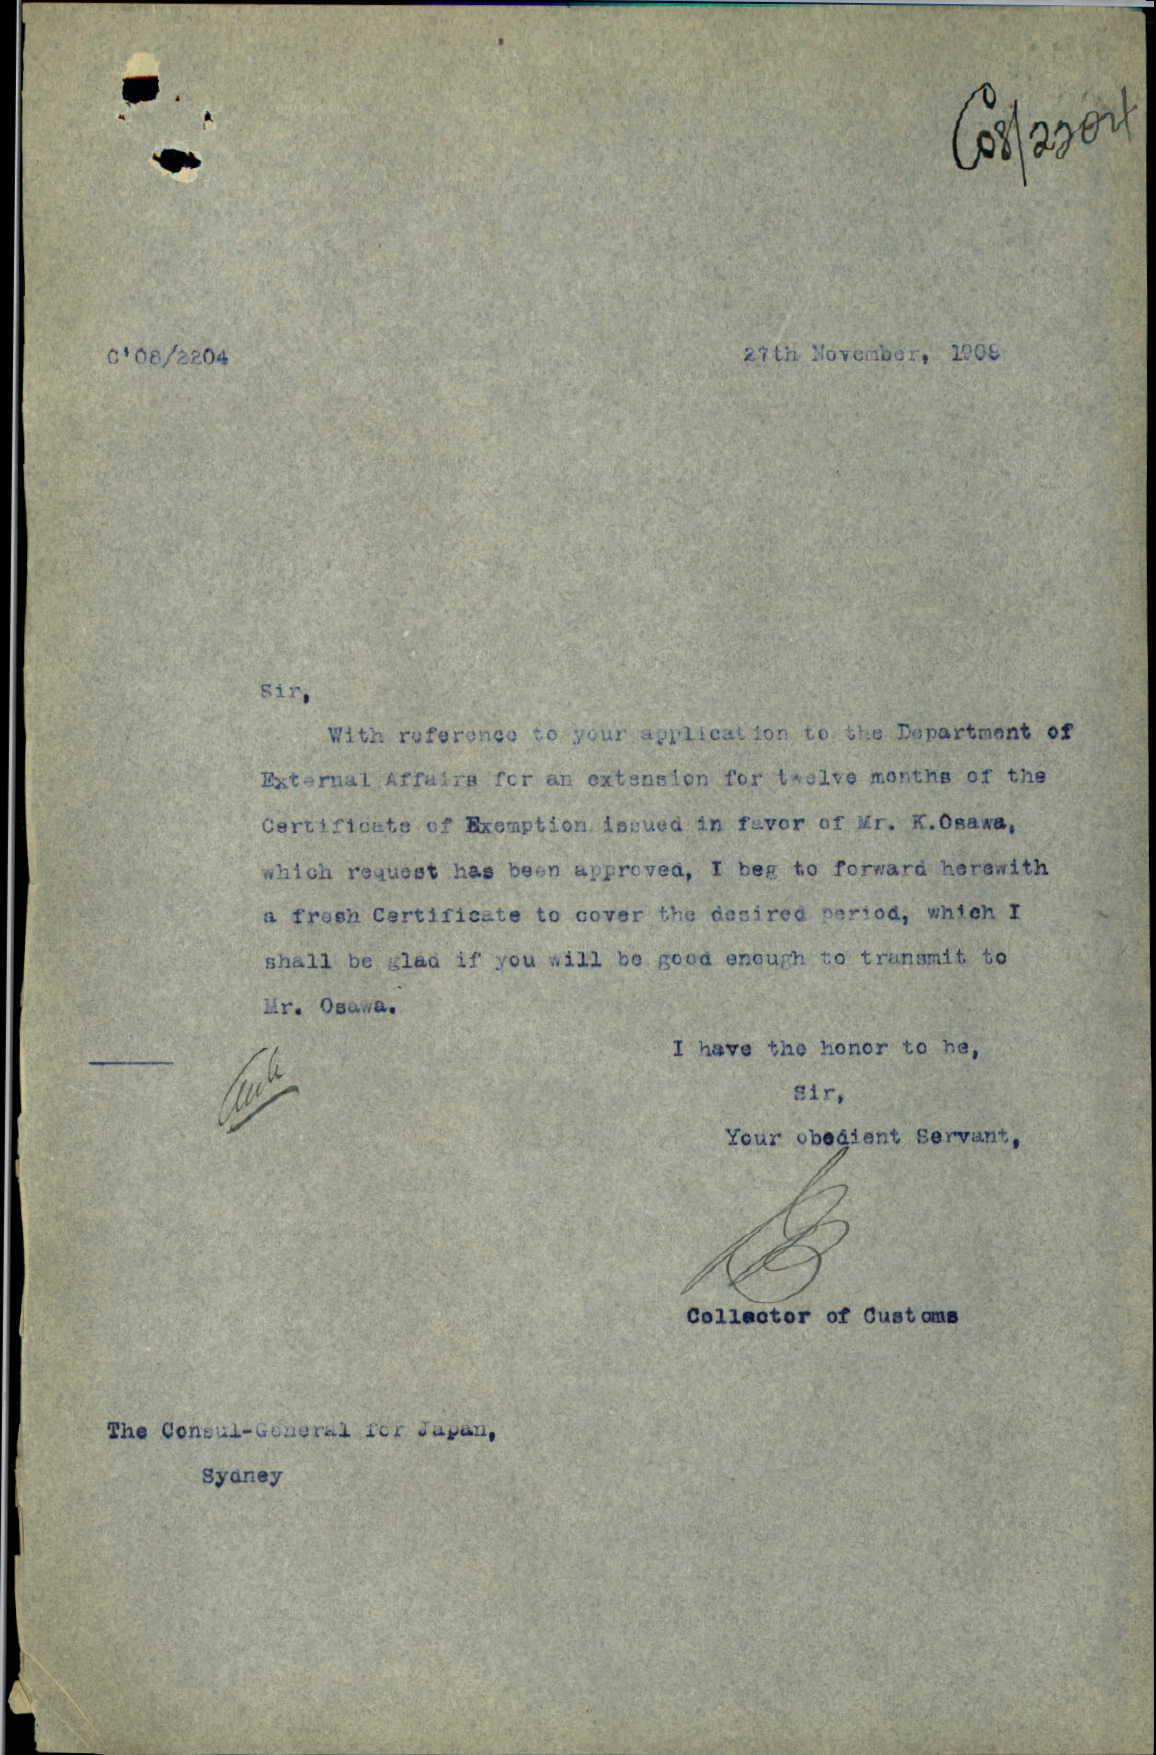 C08/2204
C'08/2204
27th November, 1908
Sir,
With reference to your application to the Department of
External Affairs for an extension for twelve months of the
Certificate of Exemption issued in favor of Mr. K.Osawa,
which request has been approved, I beg to forward herewith
a fresh Certificate to cover the desired period, which I
shall be glad if you will be good enough to transmit to
Mr. Osawa.
I have the honor to be,
Sir,
Your obedient Servant,
Collector of Customs
The Consul-General for Japan,
Sydney